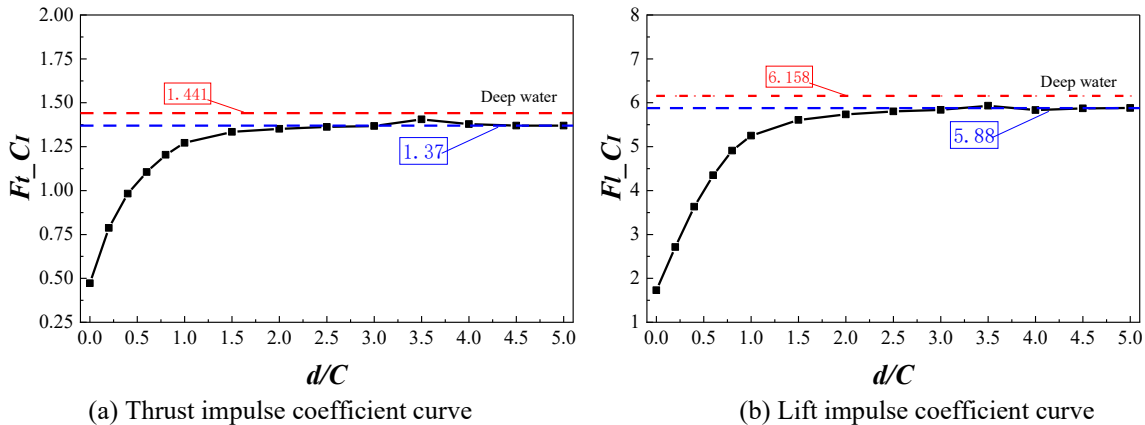 2.00
1.75
1.50
1.25
1.00
0.75
0.50
0.25
Ft_CI
1.441
Deep water
1.37
0.0 0.5 1.0 1.5 2.0 2.5 3.0 3.5 4.0 4.5 5.0
d/C
(a) Thrust impulse coefficient curve
8
7
6
5
4
3
2
1
Fl_CI
6.158
Deep water
5.88
0.0 0.5 1.0 1.5 2.0 2.5 3.0 3.5 4.0 4.5 5.0
d/C
(b) Lift impulse coefficient curve